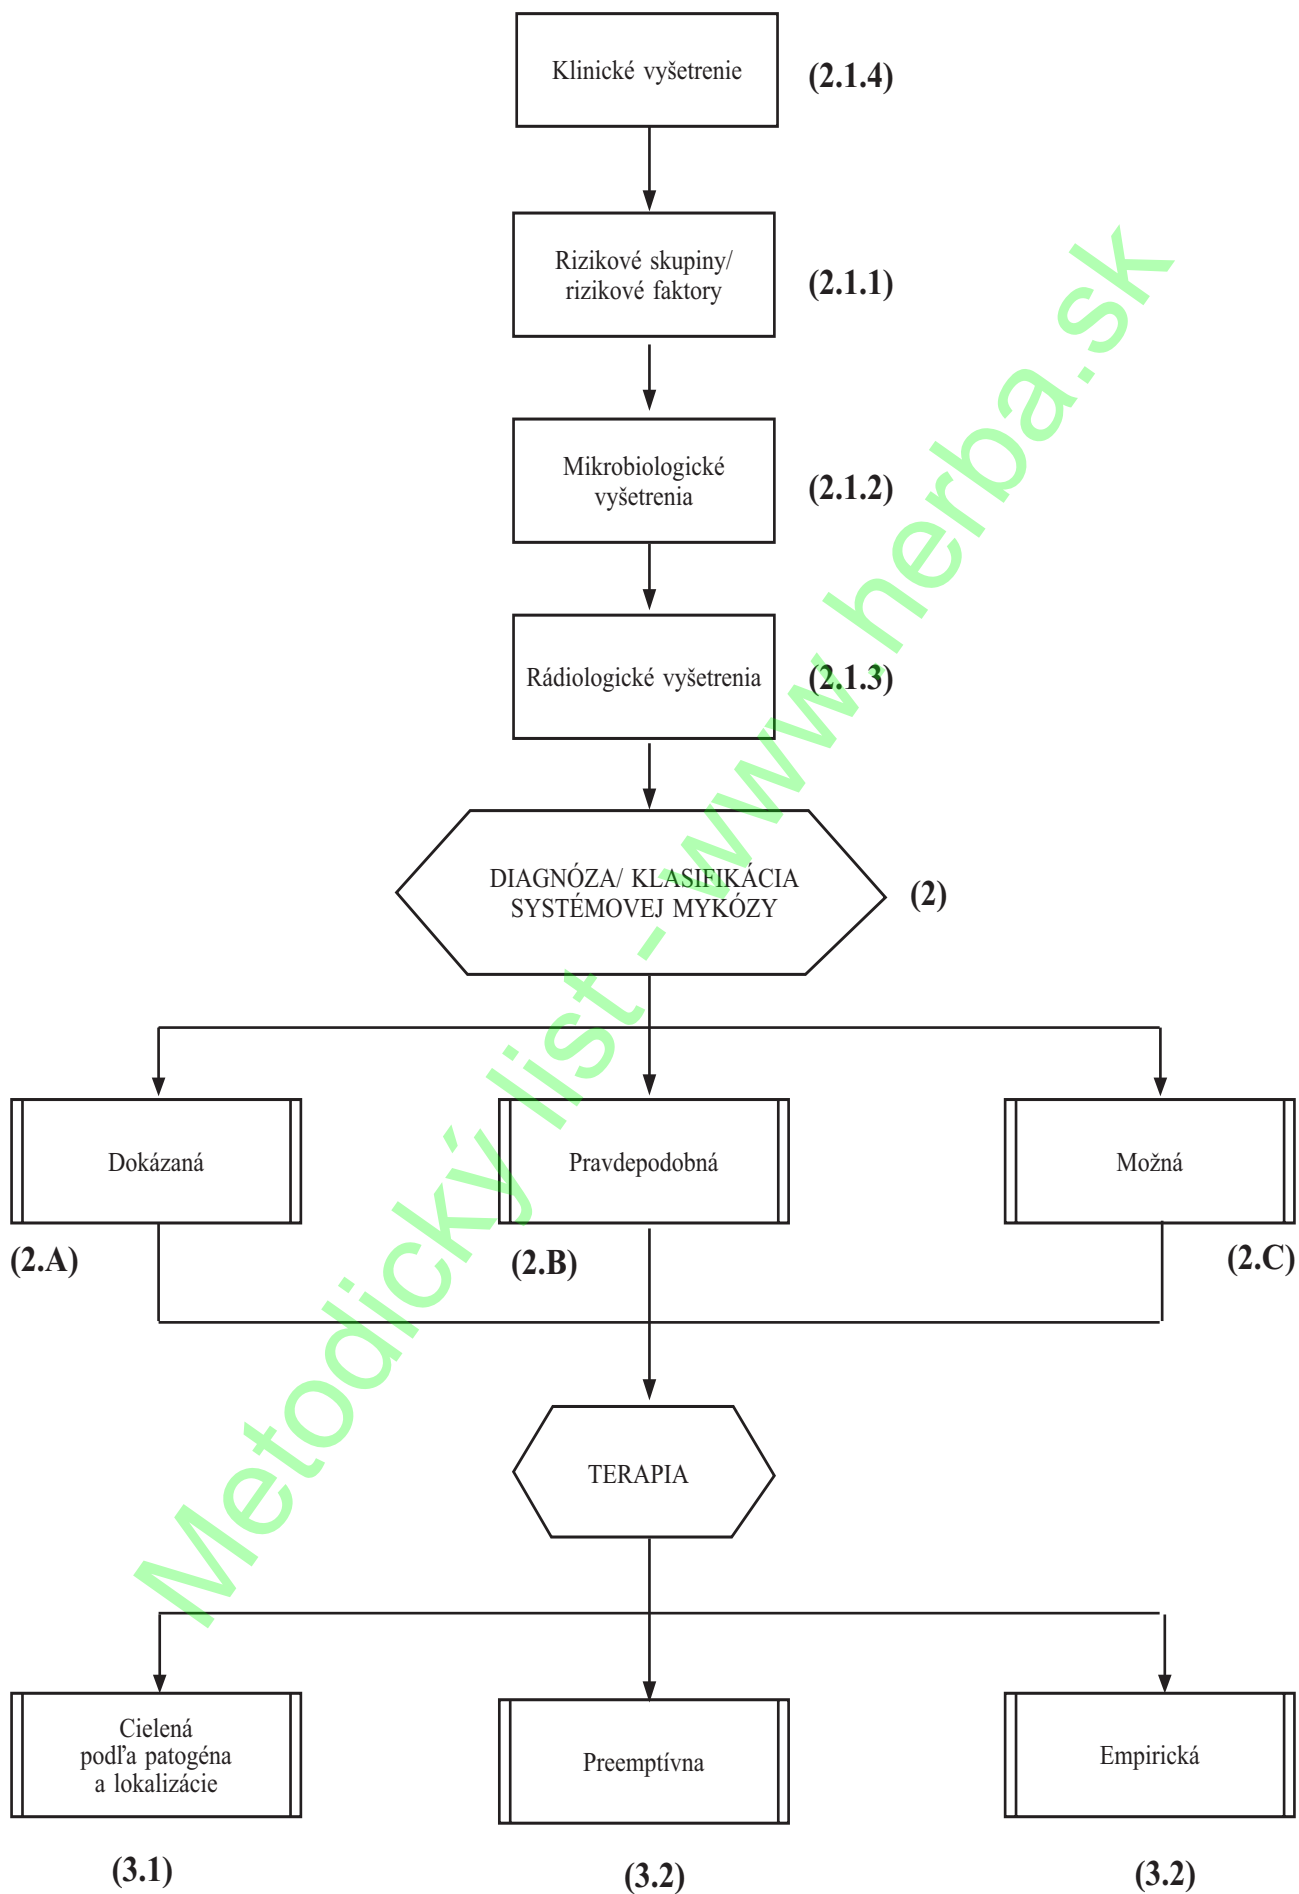 Klinické vyšetrenie
(2.1.4)
Rizikové skupiny/
rizikové faktory
(2.1.1)
Mikrobiologické
vyšetrenia
(2.1.2)
Rádiologické vyšetrenia
(2.1.3)
DIAGNÓZA/ KLASIFIKÁCIA
SYSTÉMOVEJ MYKÓZY
(2)
Dokázaná
Pravdepodobná
Možná
(2.A)
(2.B)
(2.C)
TERAPIA
Cielená
podľa patogéna
a lokalizácie
Preemptívna
Empirická
(3.1)
(3.2)
(3.2)
Metodický list - www.herba.sk